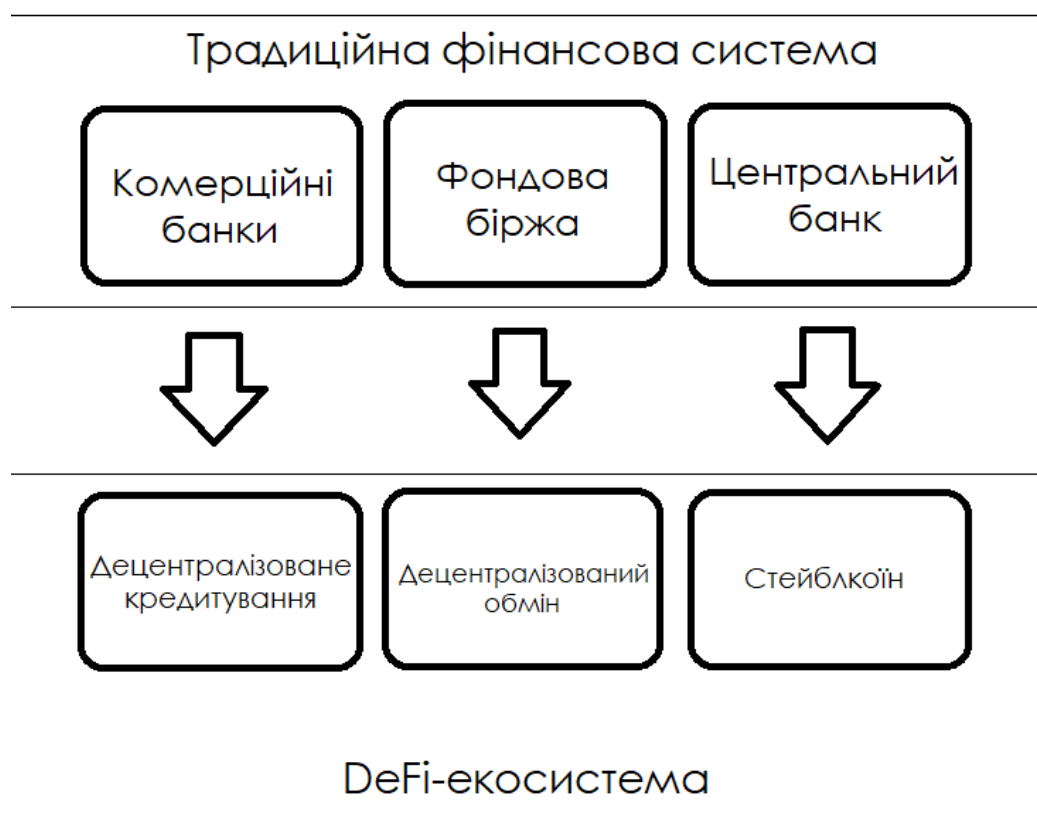 Традиційна фінансова система
Комерційні
банки
Фондова
біржа
Центральний
банк
Децентралізоване
кредитування
Децентралізований
обмін
Стейблкоїн
DeFi-екосистема